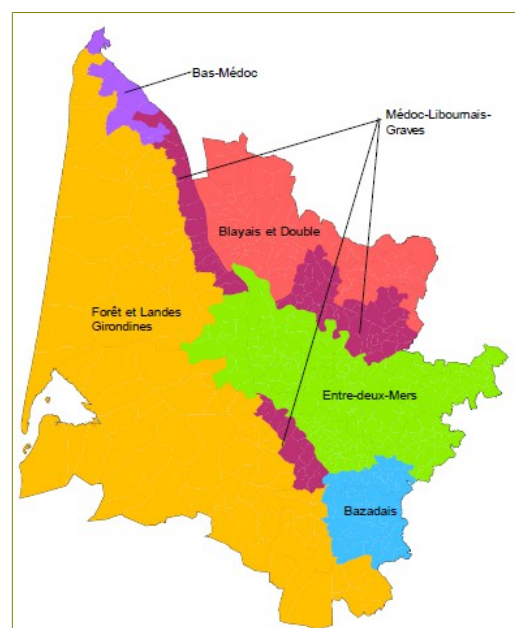 Bas-Médoc
Médoc-Libournais-
Graves
Blayais et Double
Forêt et Landes
Girondines
Entre-deux-Mers
Bazadais